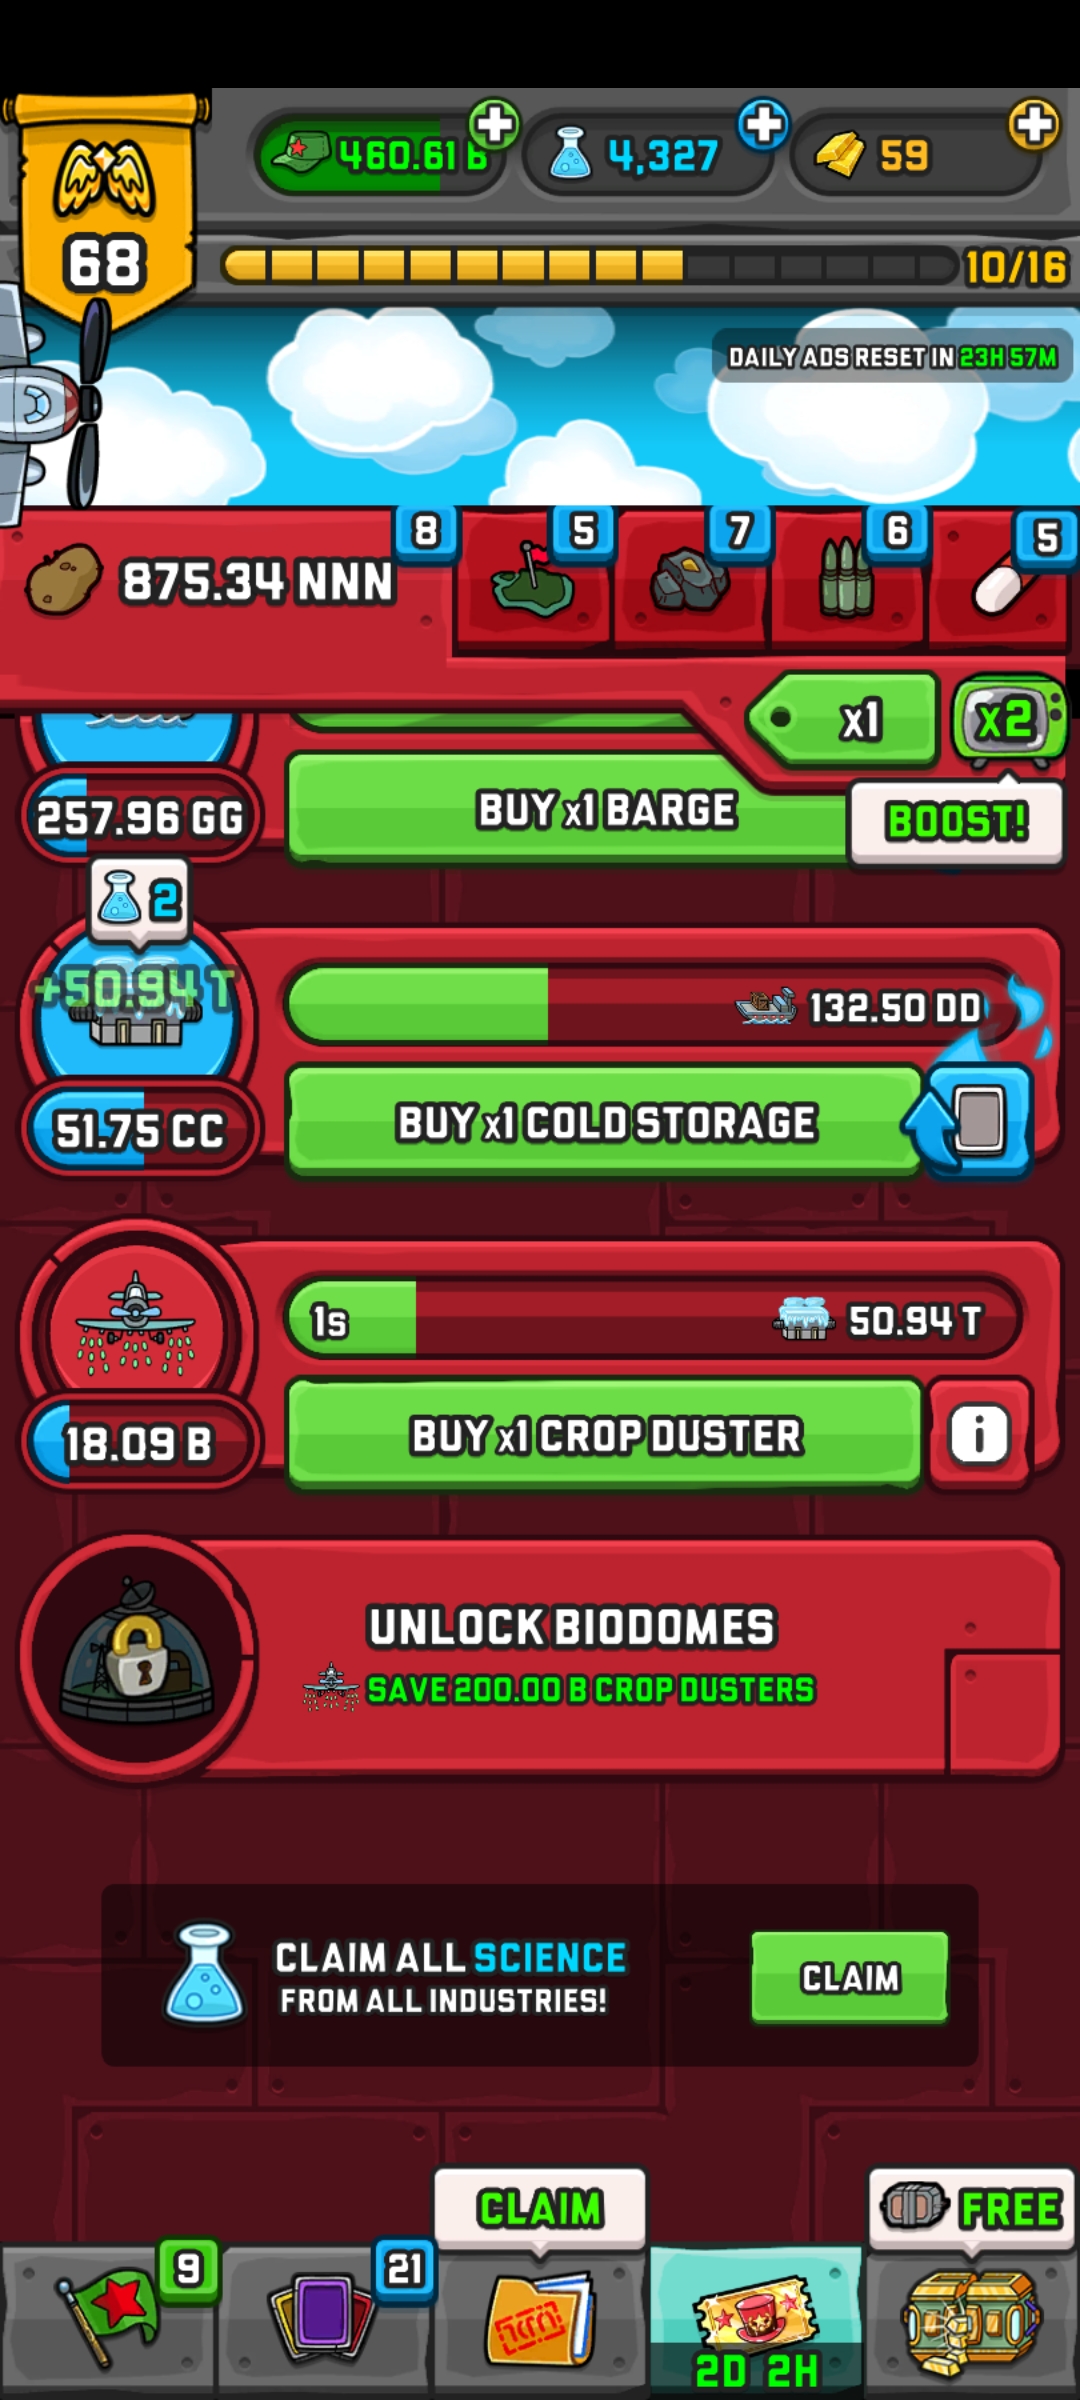 68
460.61 B
4,327
59
10/16
DAILY ADS RESET IN 23H 57M
875.34 NNN
8
5
7
6
5
x1
x2
BOOST!
257.96 GG
BUY x1 BARGE
2
+50.94 T
132.50 DD
51.75 CC
BUY x1 COLD STORAGE
1s
50.94 T
18.09 B
BUY x1 CROP DUSTER
i
UNLOCK BIODOMES
SAVE 200.00 B CROP DUSTERS
CLAIM ALL SCIENCE
FROM ALL INDUSTRIES!
CLAIM
CLAIM
FREE
9
21
2D 2H